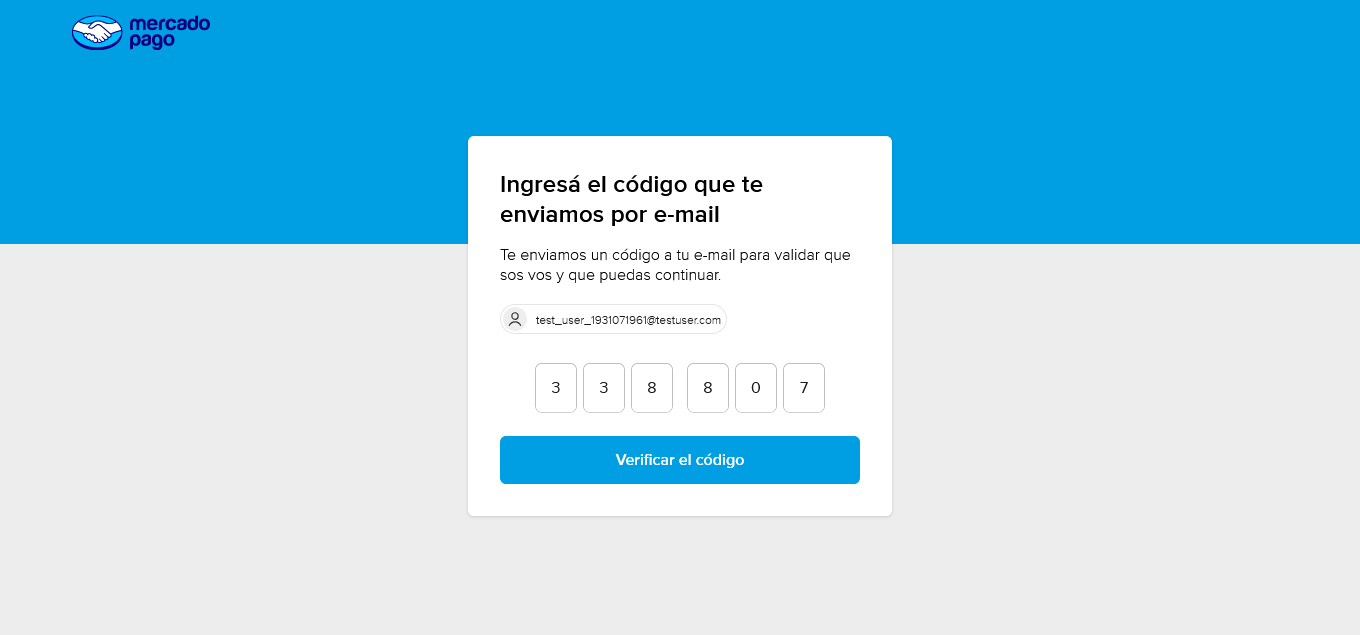 mercado
pago
Ingresá el código que te
enviamos por e-mail
Te enviamos un código a tu e-mail para validar que
sos vos y que puedas continuar.
test_user_1931071961@testuser.com
3 3 8 8 0 7
Verificar el código